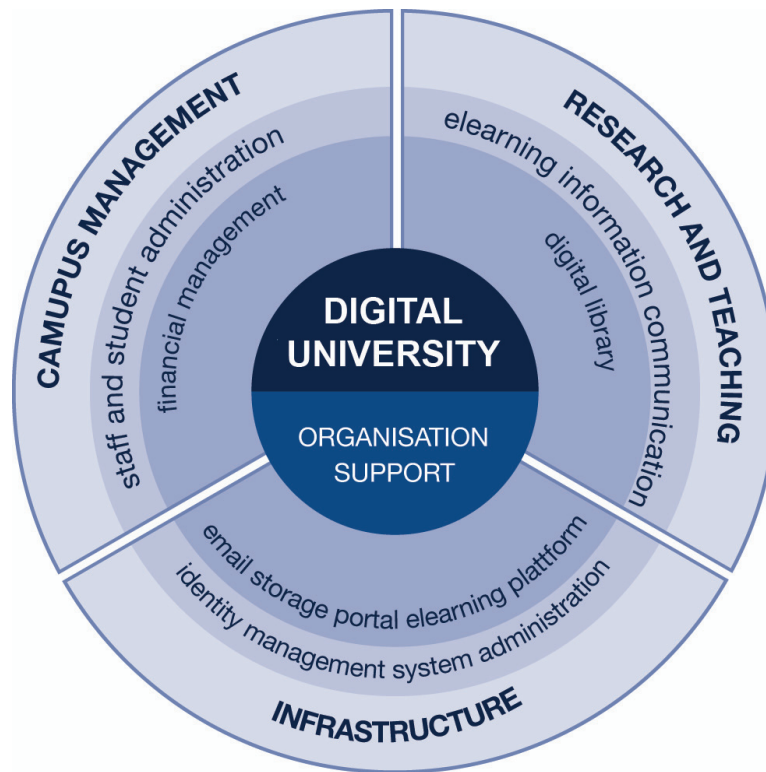 CAMUPUS MANAGEMENT
staff and student administration
financial management
RESEARCH AND TEACHING
elearning information communication
digital library
DIGITAL
UNIVERSITY
ORGANISATION
SUPPORT
email storage portal elearning plattform
identity management system administration
INFRASTRUCTURE